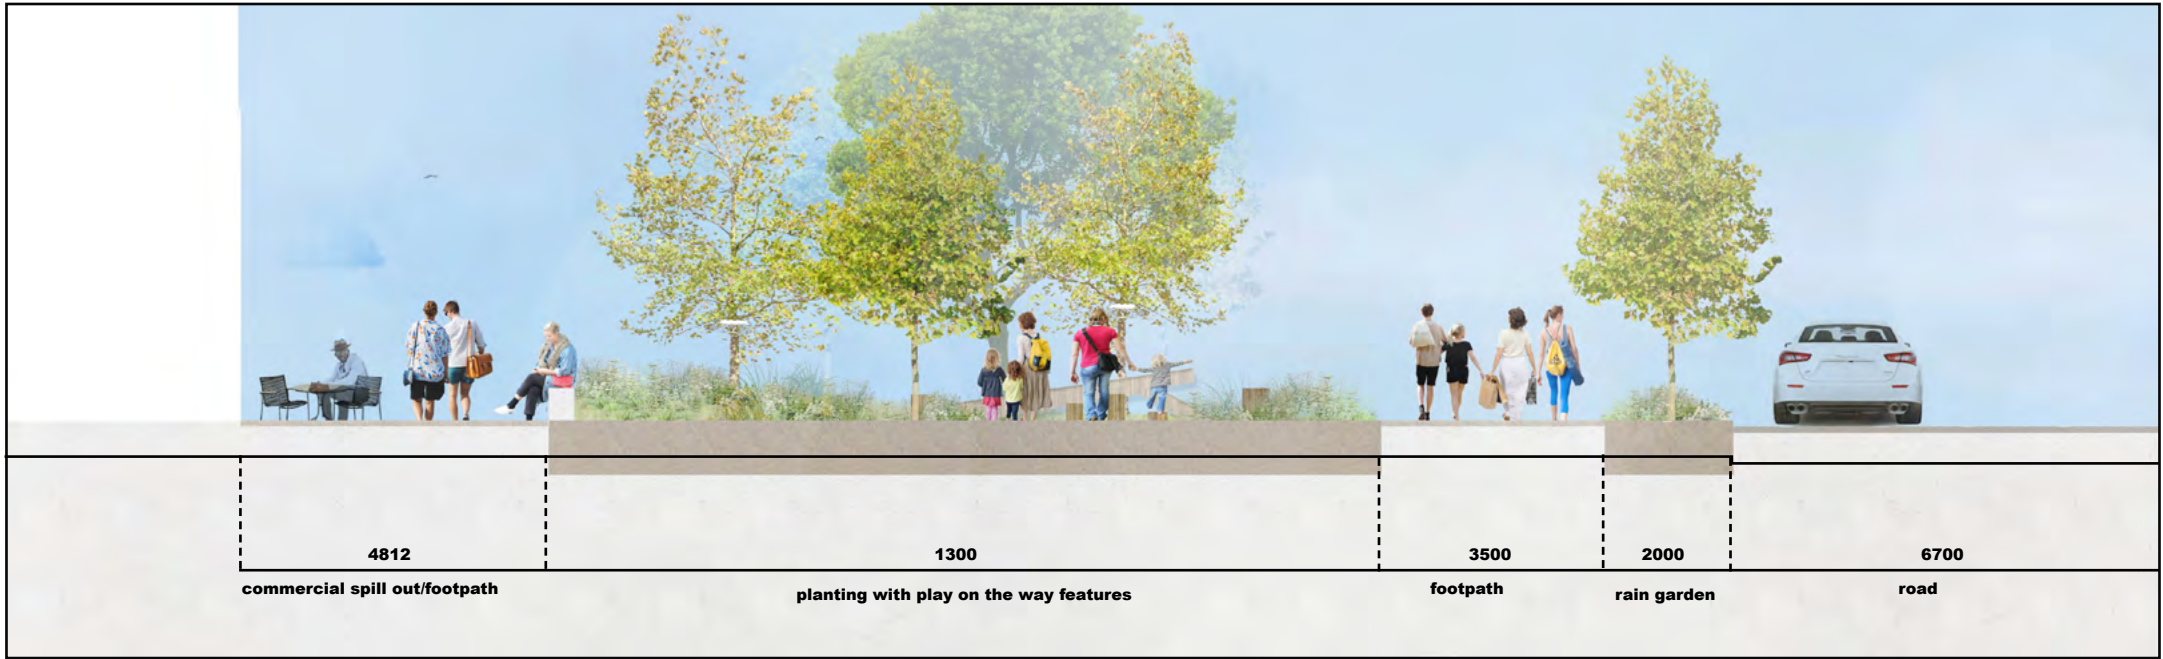 4812
1300
3500
2000
6700
commercial spill out/footpath
planting with play on the way features
footpath
rain garden
road